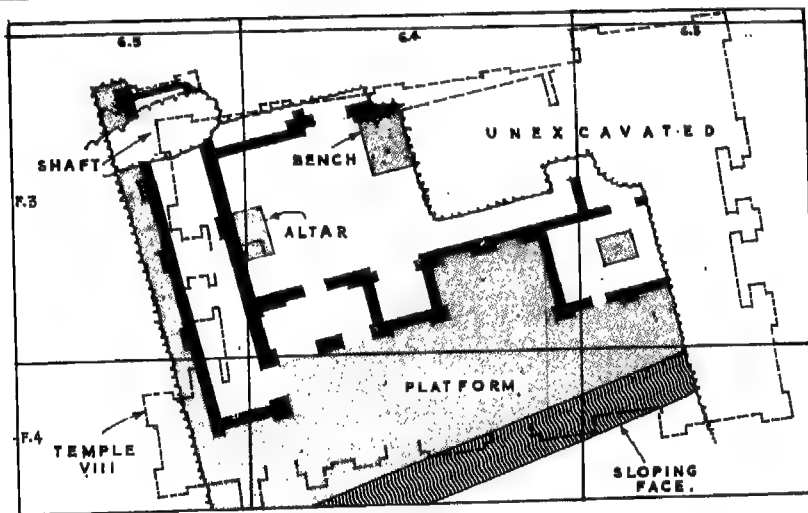 6.5
6.4
6.3
UNEXCAVATED
SHAFT
BENCH
F.3
ALTAR
PLATFORM.
F.4
TEMPLE
VIII
SLOPING
FACE.